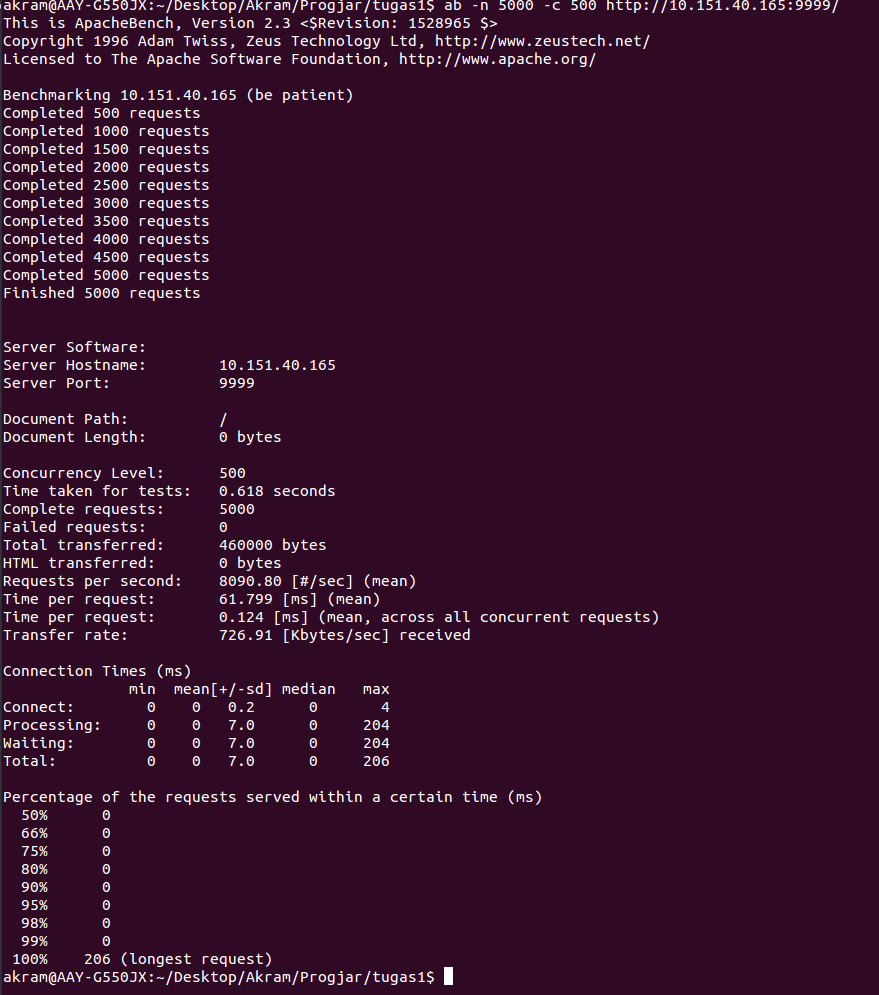 akram@AAY-G550JX:~/Desktop/Akram/Progjar/tugas1$ ab -n 5000 -c 500 http://10.151.40.165:9999/
This is ApacheBench, Version 2.3 <$Revision: 1528965 $>
Copyright 1996 Adam Twiss, Zeus Technology Ltd, http://www.zeustech.net/
Licensed to The Apache Software Foundation, http://www.apache.org/

Benchmarking 10.151.40.165 (be patient)
Completed 500 requests
Completed 1000 requests
Completed 1500 requests
Completed 2000 requests
Completed 2500 requests
Completed 3000 requests
Completed 3500 requests
Completed 4000 requests
Completed 4500 requests
Completed 5000 requests
Finished 5000 requests


Server Software:
Server Hostname:        10.151.40.165
Server Port:            9999

Document Path:          /
Document Length:        0 bytes

Concurrency Level:      500
Time taken for tests:   0.618 seconds
Complete requests:      5000
Failed requests:        0
Total transferred:      460000 bytes
HTML transferred:       0 bytes
Requests per second:    8090.80 [#/sec] (mean)
Time per request:       61.799 [ms] (mean)
Time per request:       0.124 [ms] (mean, across all concurrent requests)
Transfer rate:          726.91 [Kbytes/sec] received

Connection Times (ms)
              min  mean[+/-sd] median   max
Connect:        0    0   0.2      0       4
Processing:     0    0   7.0      0     204
Waiting:        0    0   7.0      0     204
Total:          0    0   7.0      0     206

Percentage of the requests served within a certain time (ms)
  50%      0
  66%      0
  75%      0
  80%      0
  90%      0
  95%      0
  98%      0
  99%      0
 100%    206 (longest request)
akram@AAY-G550JX:~/Desktop/Akram/Progjar/tugas1$